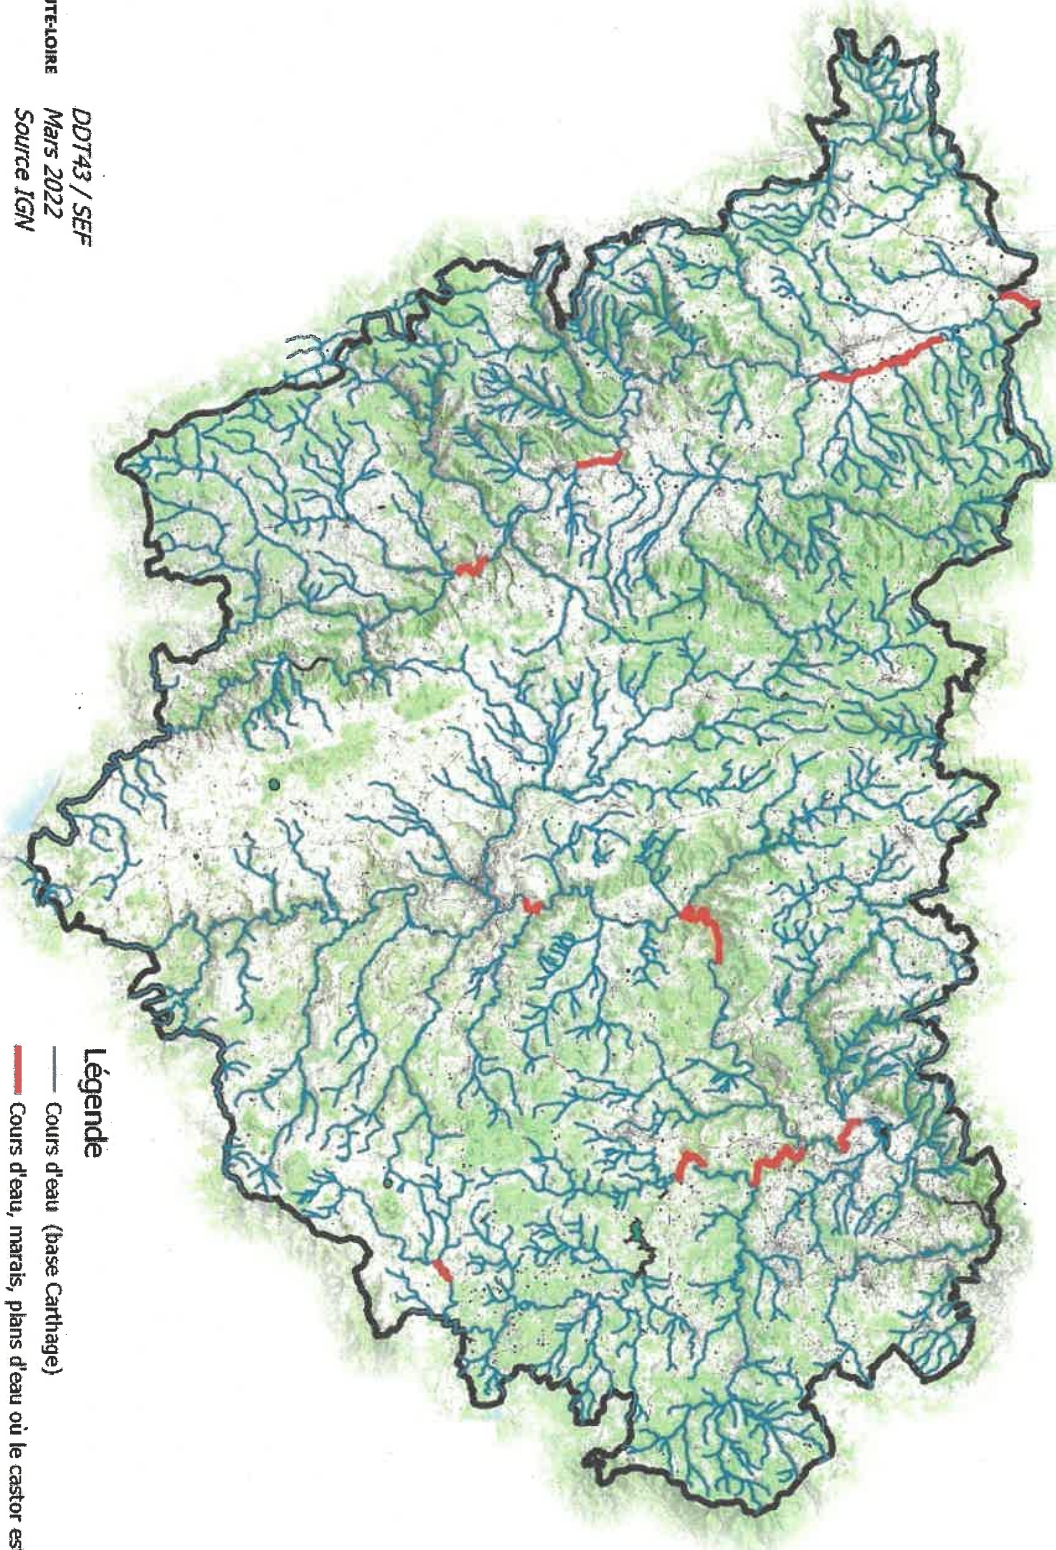 UTE-LOIRE
DDT43 / SEF
Mars 2022
Source IGN
Légende
Cours d'eau (base Carthage)
Cours d'eau, marais, plans d'eau où le castor es